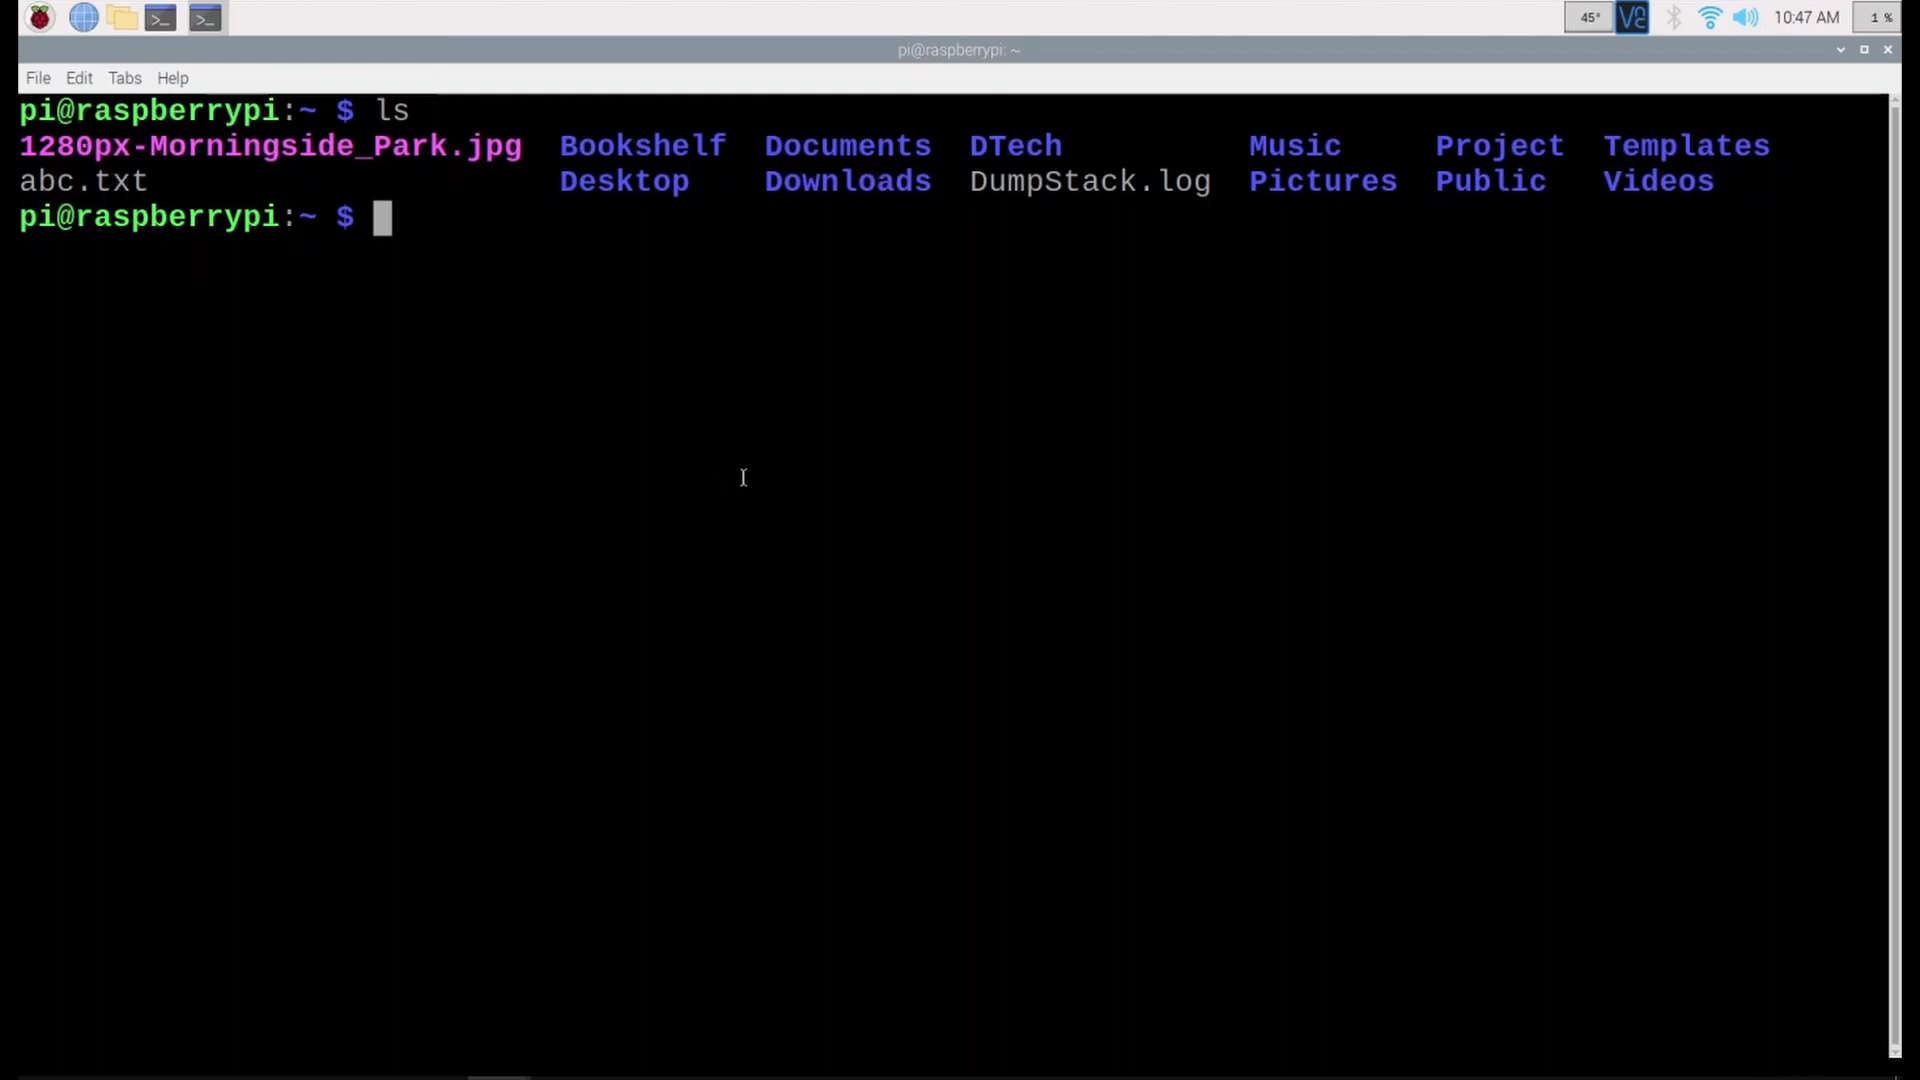 45° V2 10:47 AM 1 %
pi@raspberrypi: ~
File Edit Tabs Help
pi@raspberrypi:~ $ ls
1280px-Morningside_Park.jpg Bookshelf Documents DTech Music Project Templates
abc.txt Desktop Downloads DumpStack.log Pictures Public Videos
pi@raspberrypi:~ $